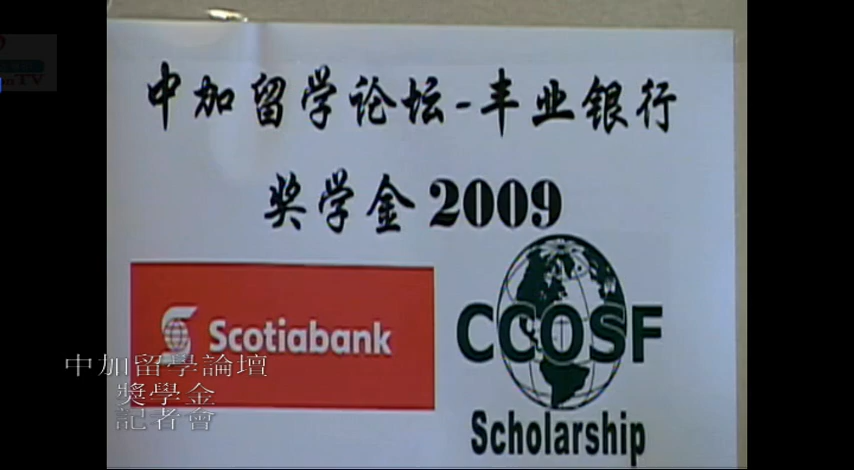 中加留学论坛-丰业银行
奖学金2009
Scotiabank
CCOSF
Scholarship
中加留學論壇
獎學金
記者會